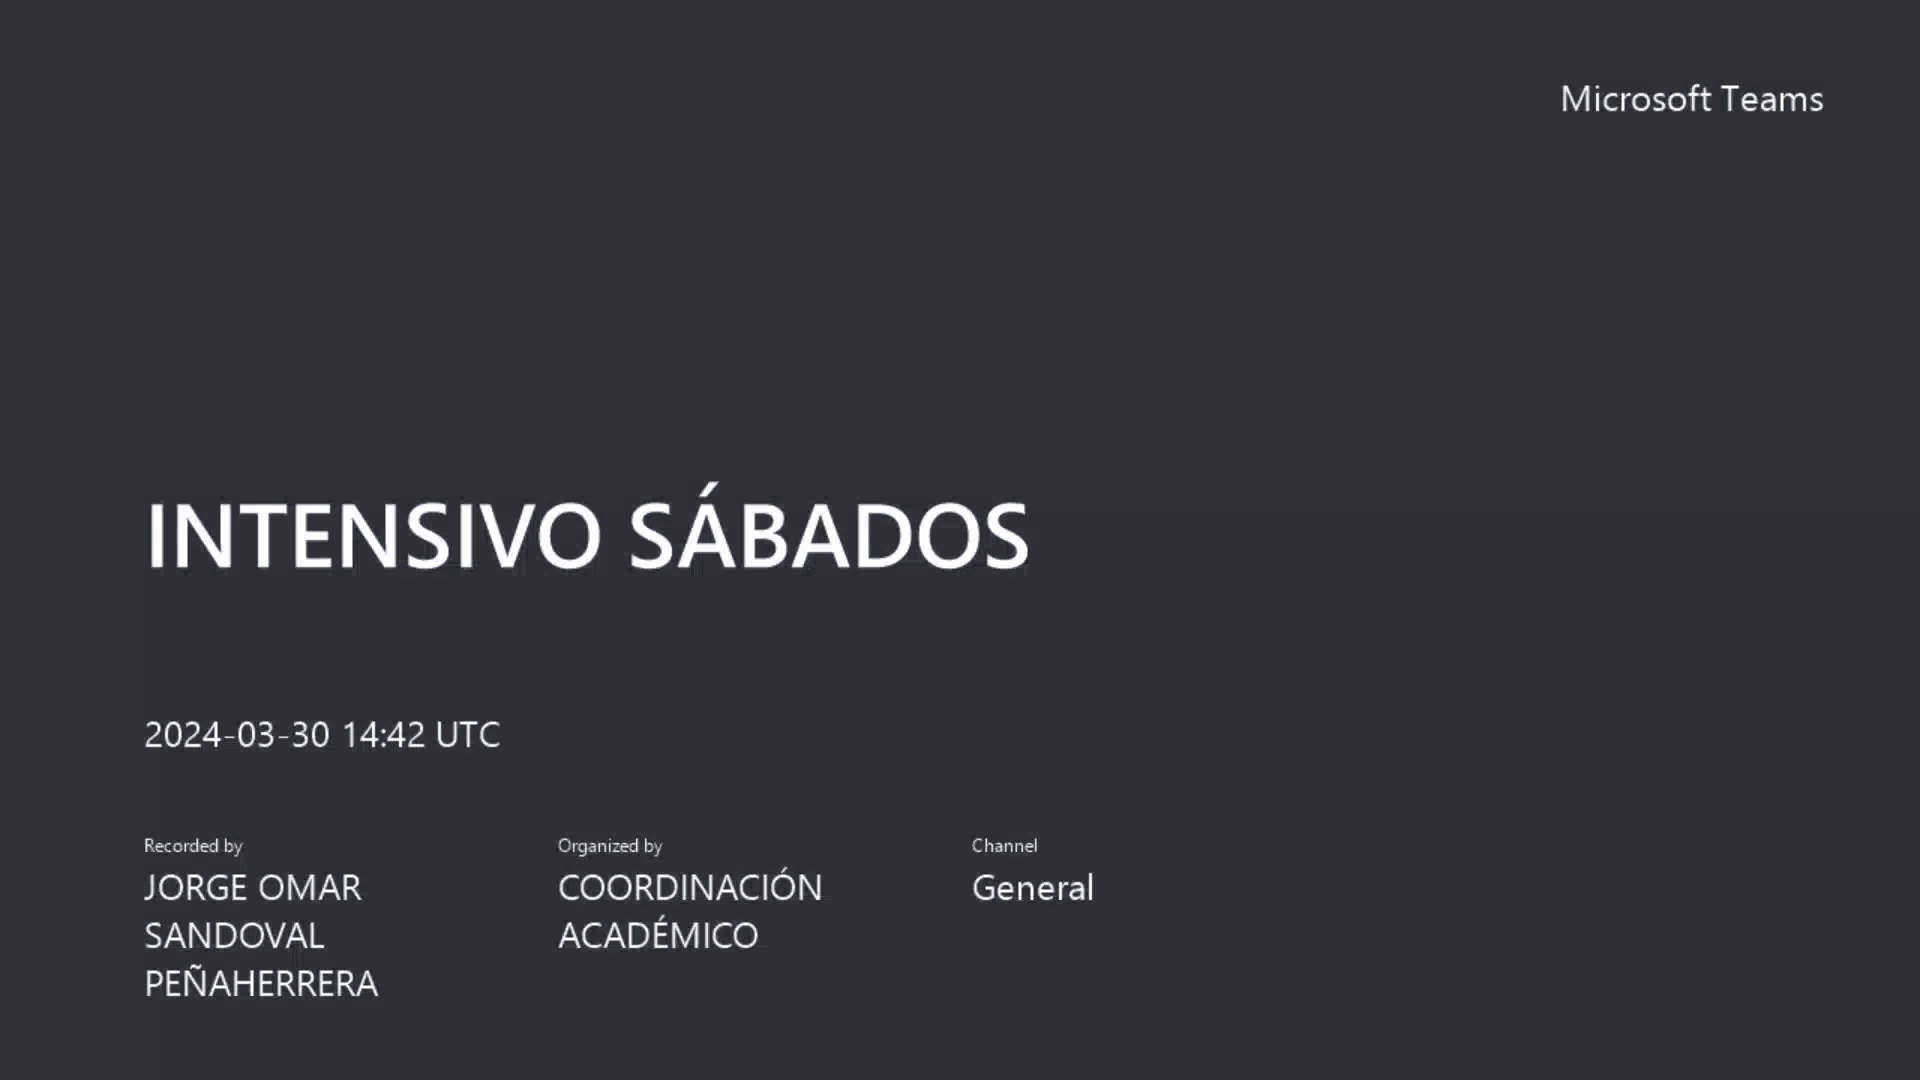 Microsoft Teams
INTENSIVO SÁBADOS
2024-03-30 14:42 UTC
Recorded by
JORGE OMAR
SANDOVAL
PEÑAHERRERA
Organized by
COORDINACIÓN
ACADÉMICO
Channel
General